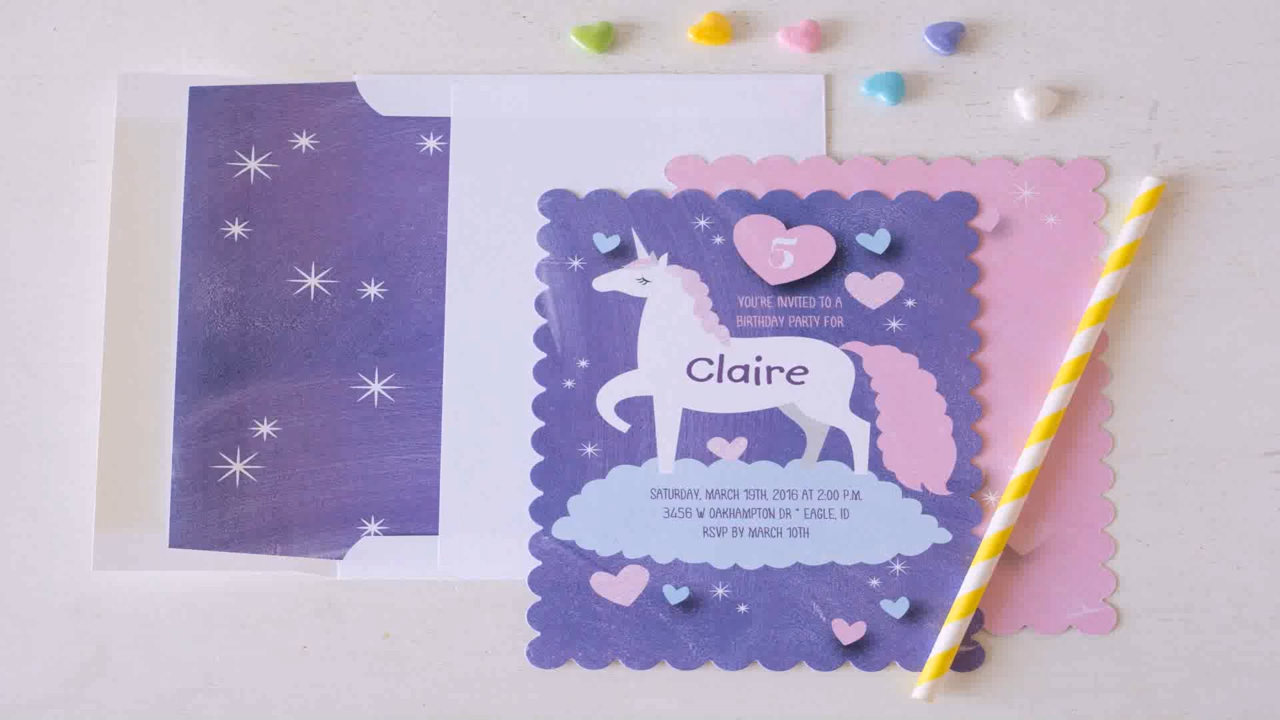 5
YOU'RE INVITED TO A
BIRTHDAY PARTY FOR
Claire
SATURDAY, MARCH 19TH, 2016 AT 2:00 P.M.
3456 W OAKHAMPTON DR * EAGLE, ID
RSVP BY MARCH 10TH